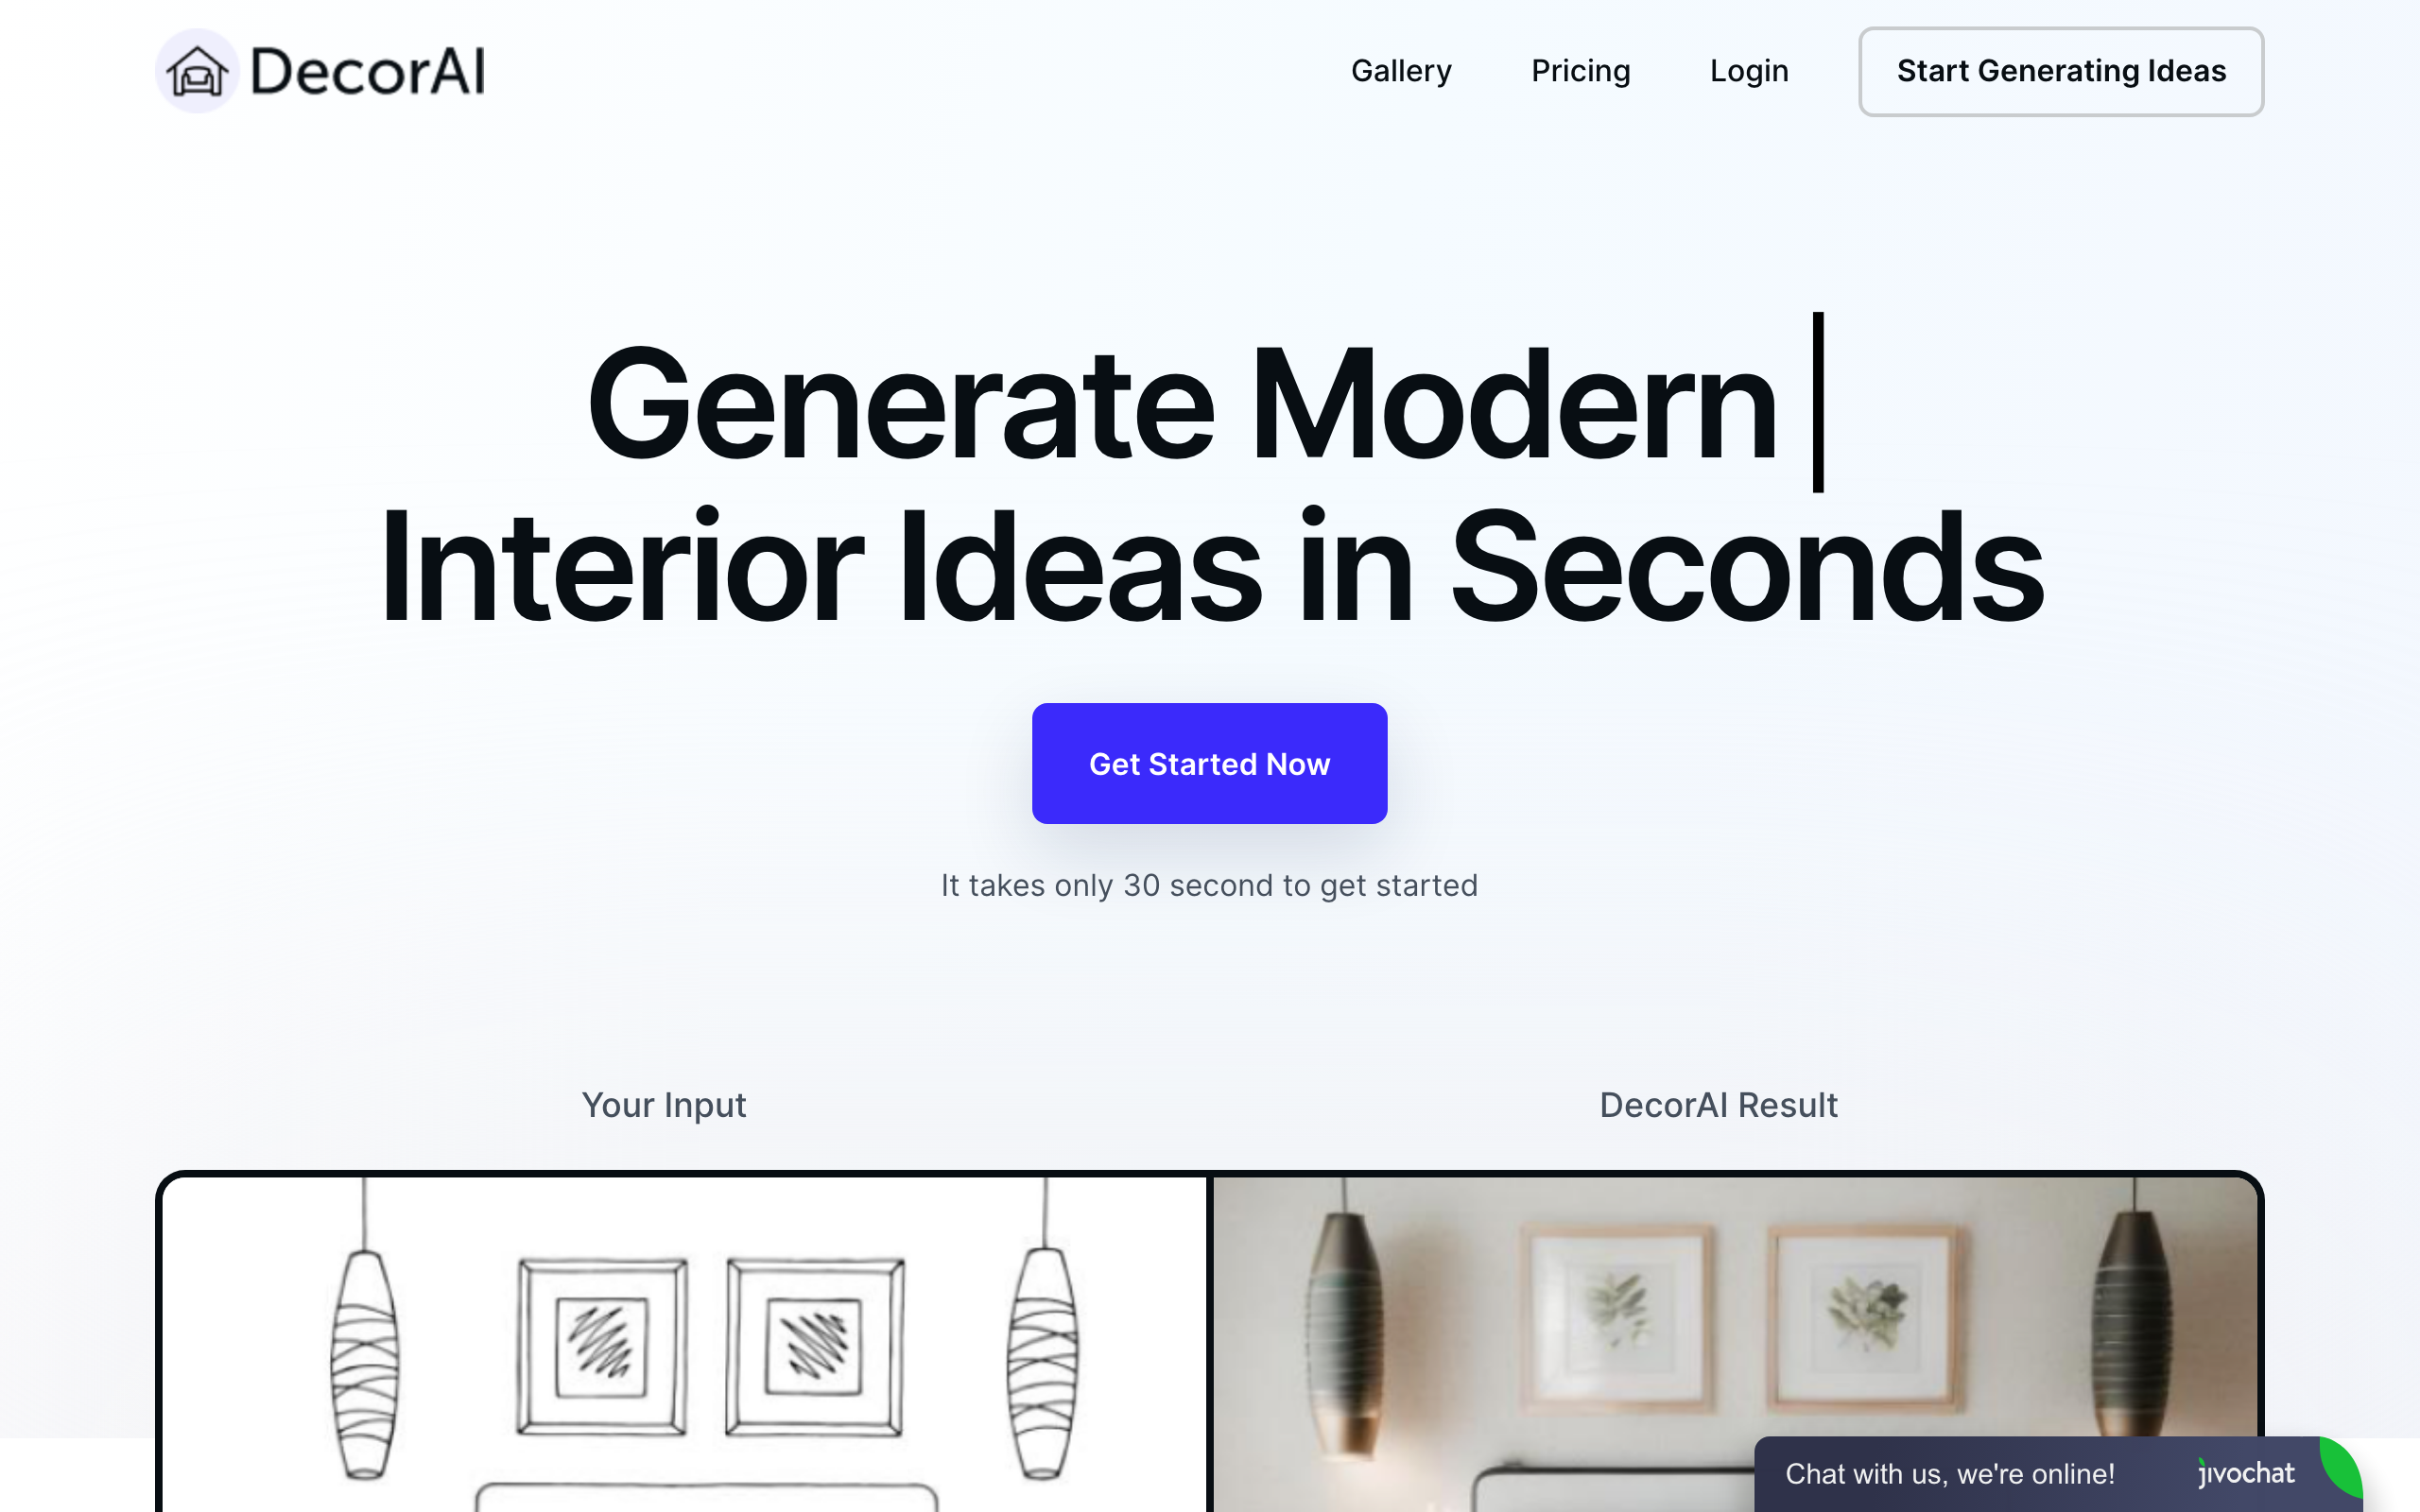 DecorAI
Gallery
Pricing
Login
Start Generating Ideas
Generate Modern
Interior Ideas in Seconds
Get Started Now
It takes only 30 second to get started
Your Input
DecorAI Result
Chat with us, we're online!
jivochat